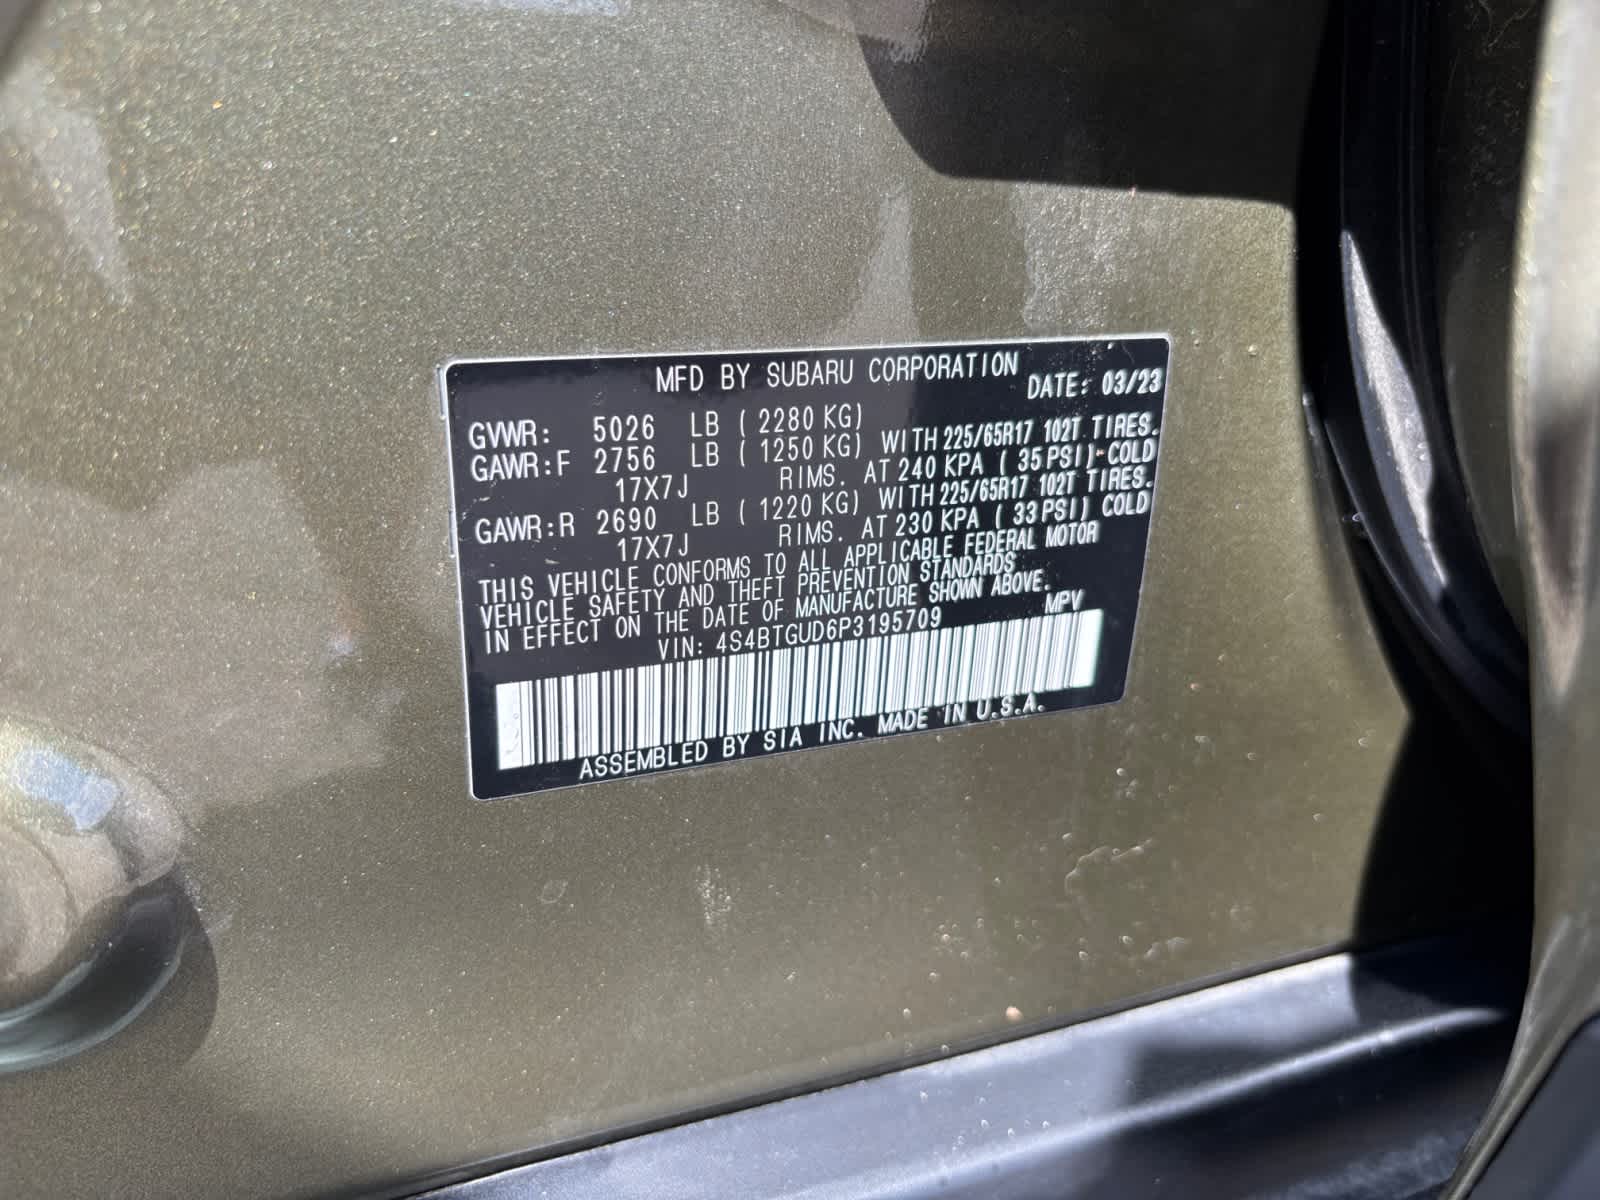 MFD BY SUBARU CORPORATION
DATE: 03/23
GVWR: 5026 LB ( 2280 KG)
GAWR:F 2756 LB ( 1250 KG) WITH 225/65R17 102T TIRES.
17X7J RIMS. AT 240 KPA ( 35 PSI) COLD
GAWR:R 2690 LB ( 1220 KG) WITH 225/65R17 102T TIRES.
17X7J RIMS. AT 230 KPA ( 33 PSI) COLD
THIS VEHICLE CONFORMS TO ALL APPLICABLE FEDERAL MOTOR
VEHICLE SAFETY AND THEFT PREVENTION STANDARDS
IN EFFECT ON THE DATE OF MANUFACTURE SHOWN ABOVE.
VIN: 4S4BTGUD6P3195709 MPV
ASSEMBLED BY SIA INC. MADE IN U.S.A.